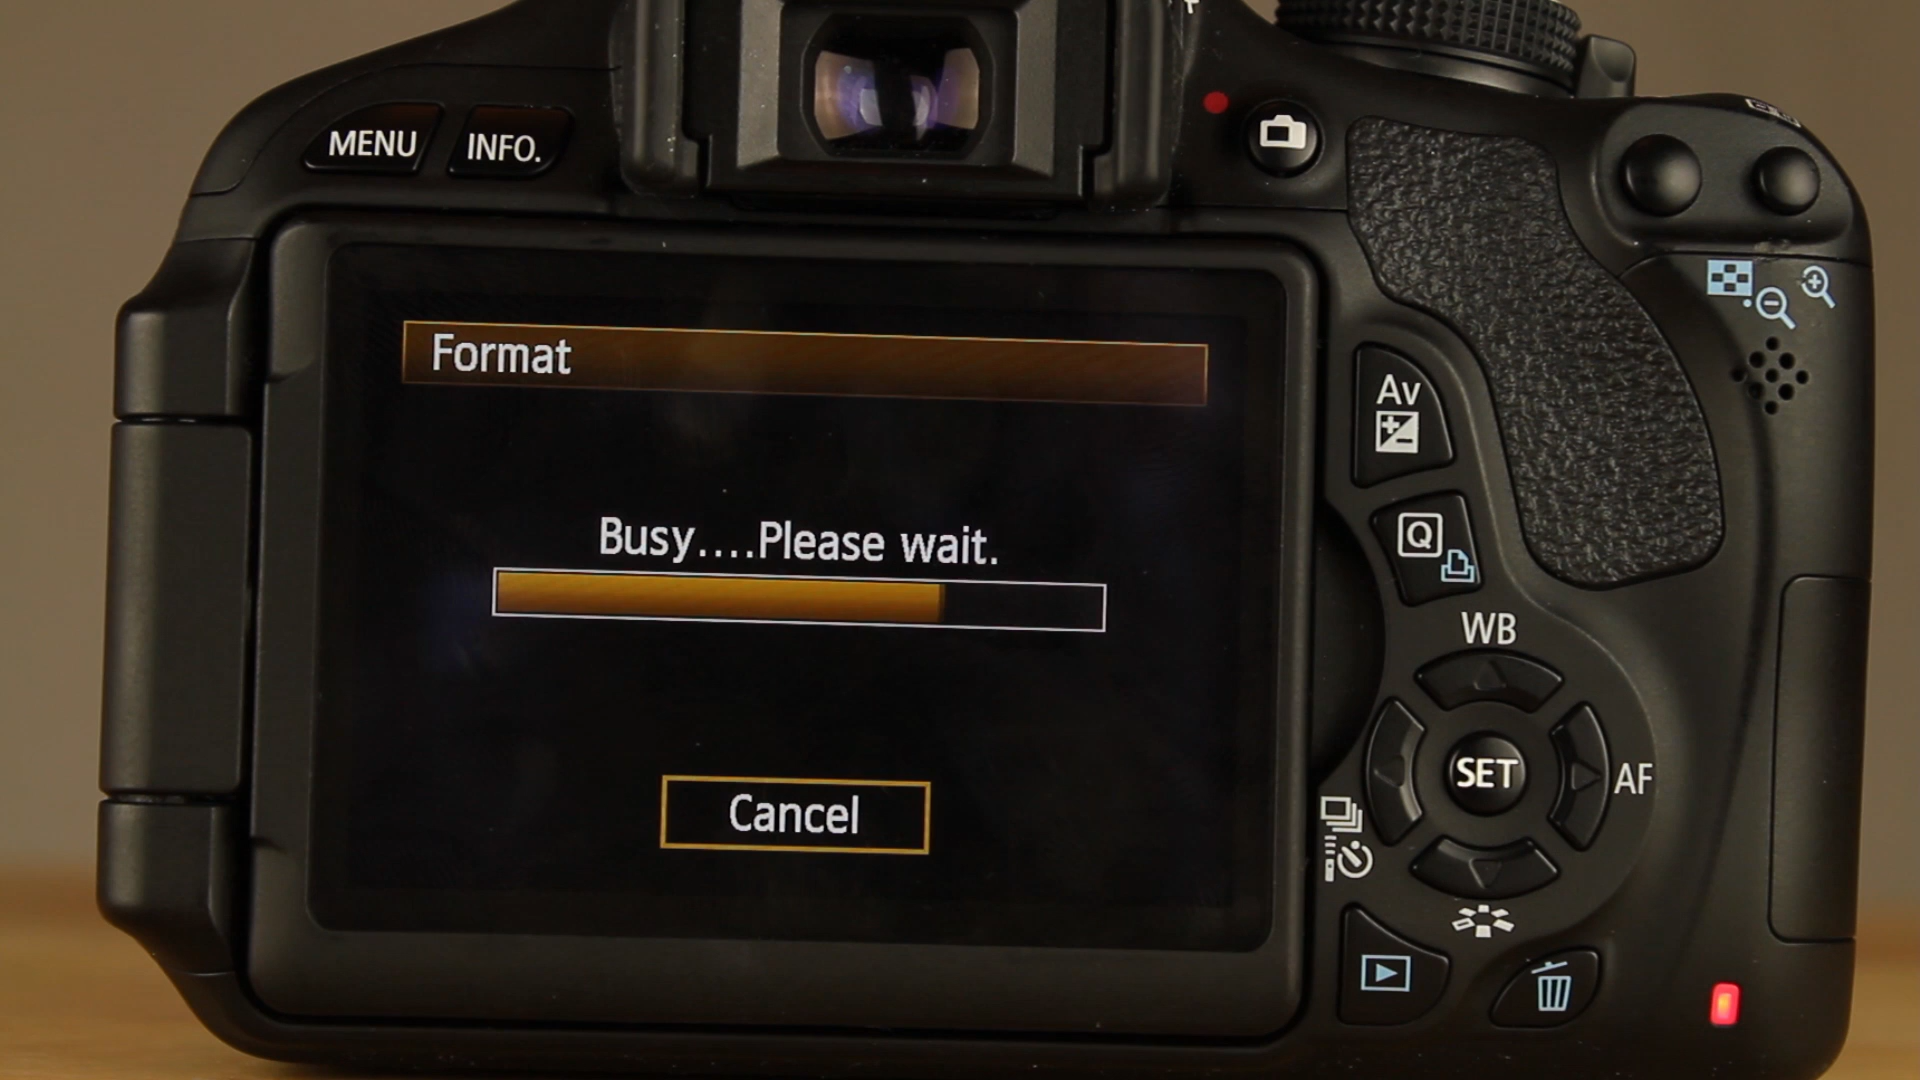 MENU
INFO.
Format
Busy....Please wait.
Cancel
Av
Q
WB
SET
AF